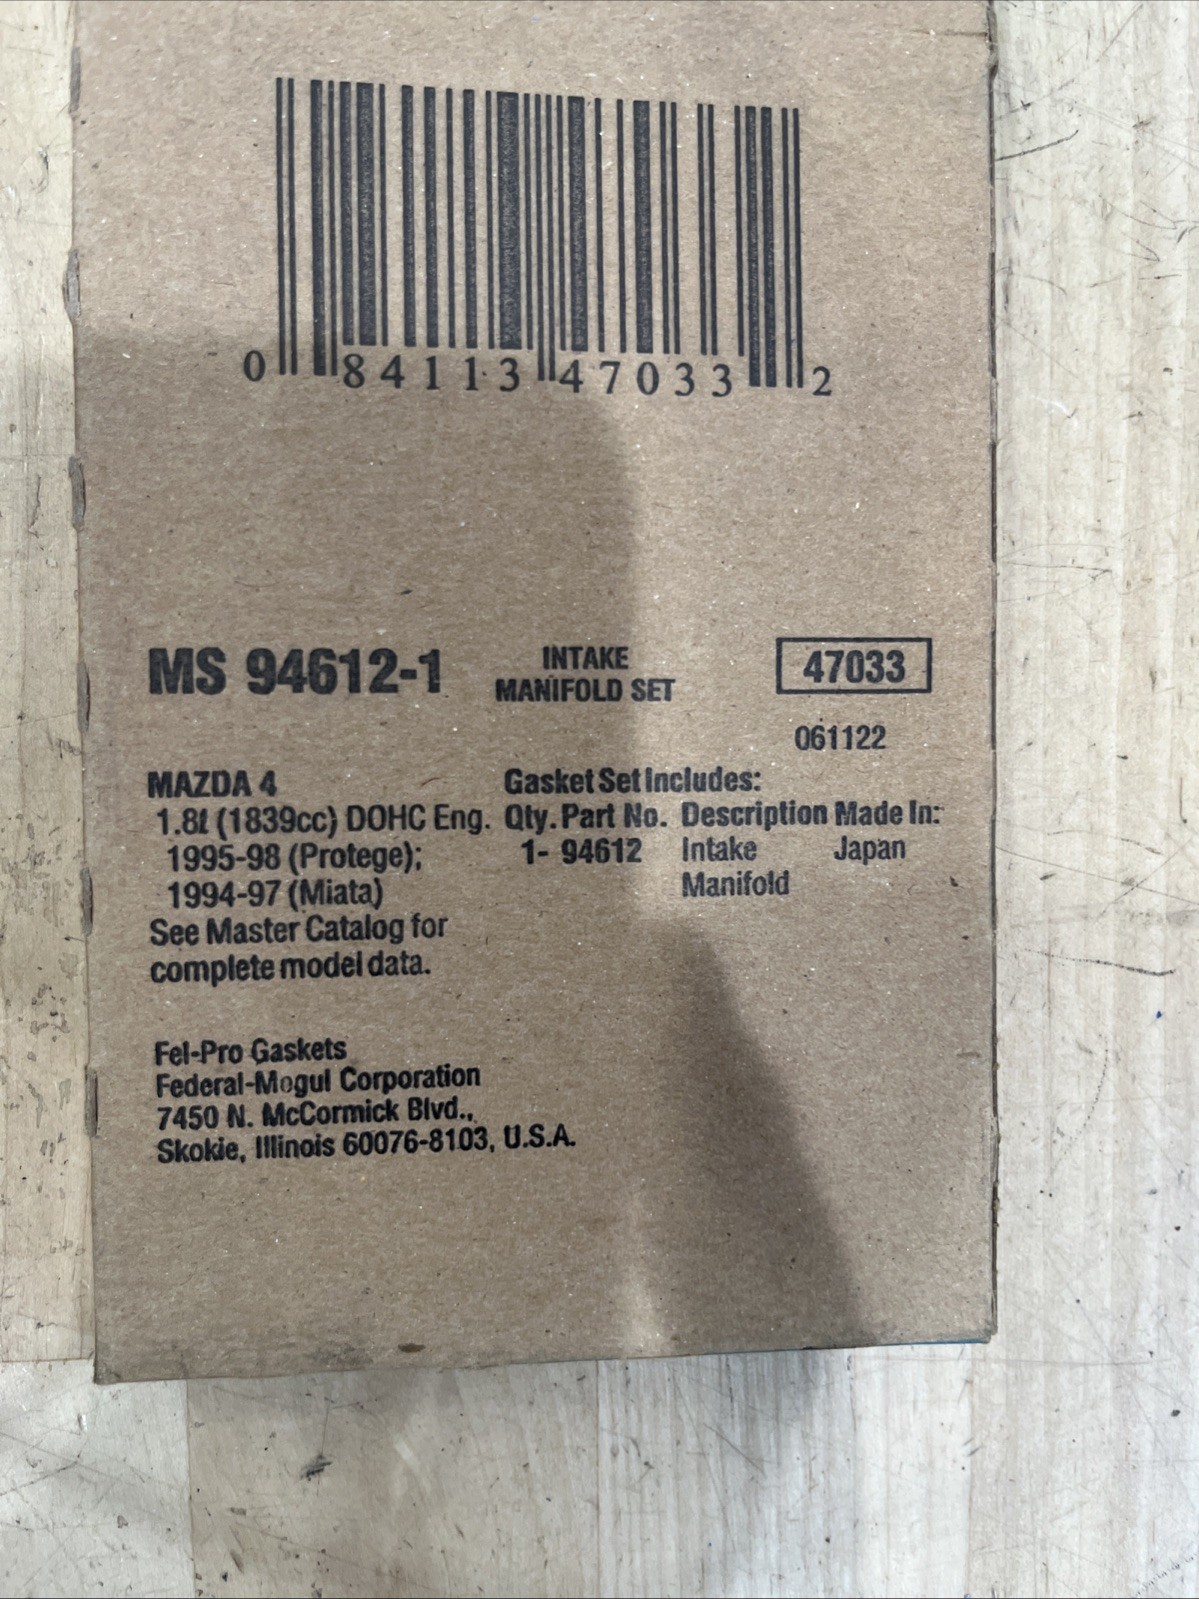 0 84113 47033 2
MS 94612-1 INTAKE MANIFOLD SET 47033
061122
MAZDA 4
1.8ℓ (1839cc) DOHC Eng.
1995-98 (Protege);
1994-97 (Miata)
See Master Catalog for
complete model data.
Gasket Set Includes:
Qty. Part No. Description Made In:
1- 94612 Intake Japan
Manifold
Fel-Pro Gaskets
Federal-Mogul Corporation
7450 N. McCormick Blvd.,
Skokie, Illinois 60076-8103, U.S.A.